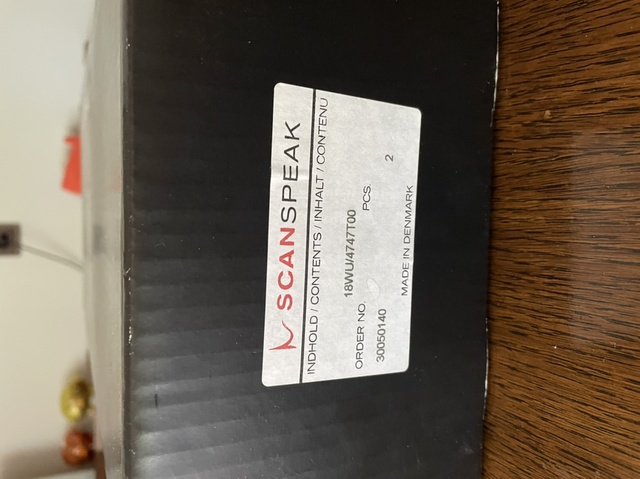 SCANSPEAK
INDHOLD / CONTENTS / INHALT / CONTENU
18WU/4747T00
ORDER NO. PCS.
30050140 2
MADE IN DENMARK